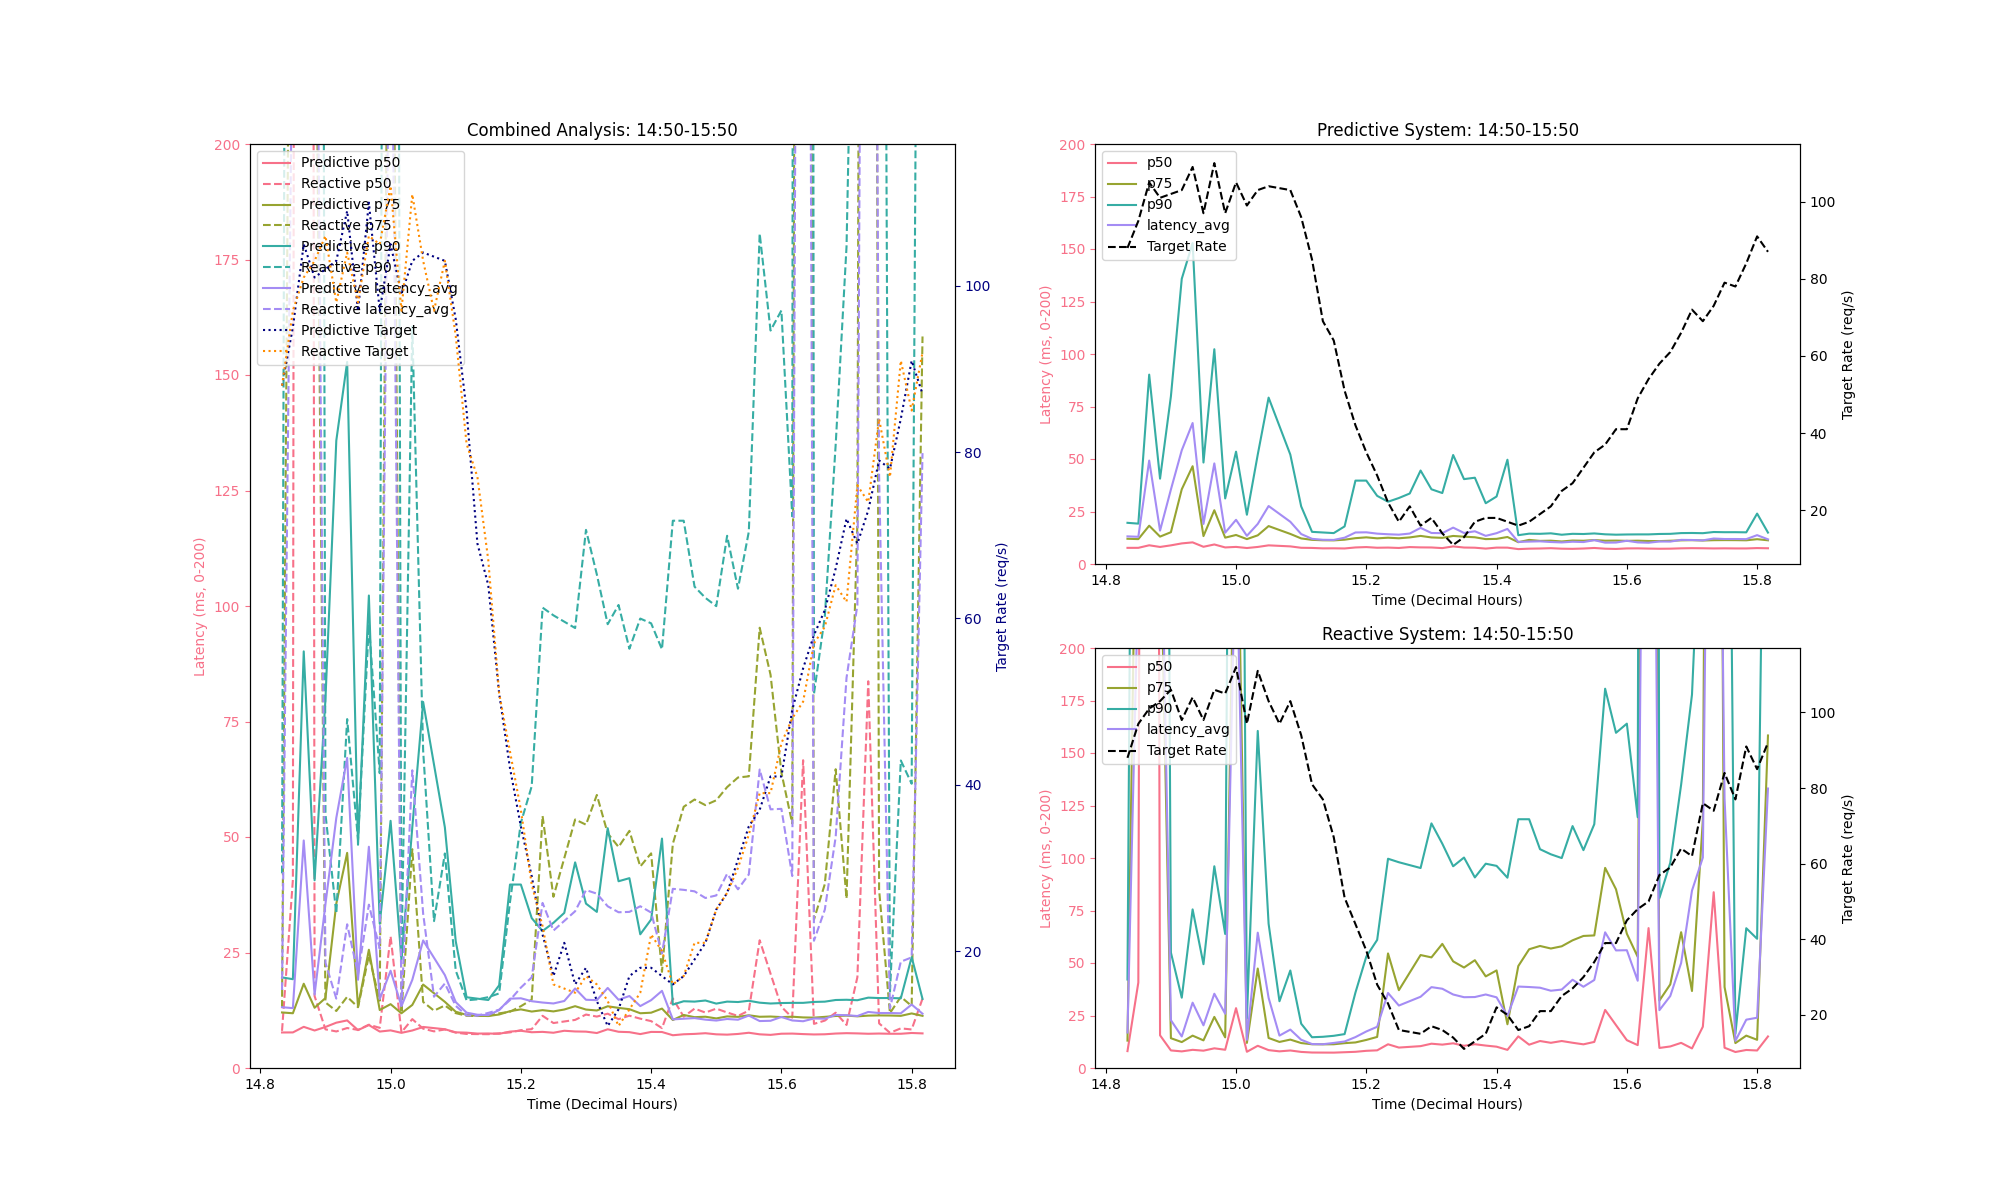 Combined Analysis: 14:50-15:50
200
175
150
125
100
75
50
25
0
Latency (ms, 0-200)
Predictive p50
Reactive p50
Predictive p75
Reactive p75
Predictive p90
Reactive p90
Predictive latency_avg
Reactive latency_avg
Predictive Target
Reactive Target
100
80
60
40
20
Target Rate (req/s)
14.8 15.0 15.2 15.4 15.6 15.8
Time (Decimal Hours)
Predictive System: 14:50-15:50
200
175
150
125
100
75
50
25
0
Latency (ms, 0-200)
p50
p75
p90
latency_avg
Target Rate
100
80
60
40
20
Target Rate (req/s)
14.8 15.0 15.2 15.4 15.6 15.8
Time (Decimal Hours)
Reactive System: 14:50-15:50
200
175
150
125
100
75
50
25
0
Latency (ms, 0-200)
p50
p75
p90
latency_avg
Target Rate
100
80
60
40
20
Target Rate (req/s)
14.8 15.0 15.2 15.4 15.6 15.8
Time (Decimal Hours)